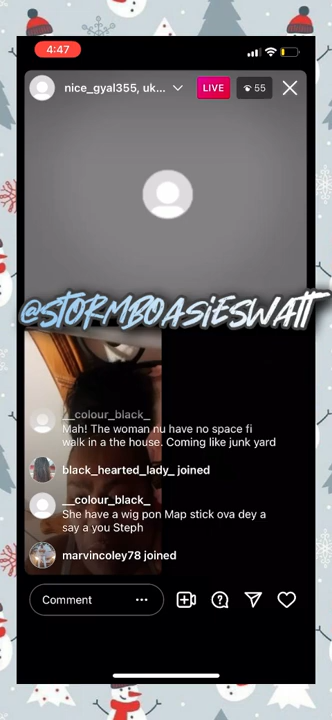 4:47
nice_gyal355, uk...
LIVE
55
@STORMBOASIESWATT
__colour_black_
Mah! The woman nu have no space fi
walk in a the house. Coming like junk yard
black_hearted_lady_ joined
__colour_black_
She have a wig pon Map stick ova dey a
say a you Steph
marvincoley78 joined
Comment